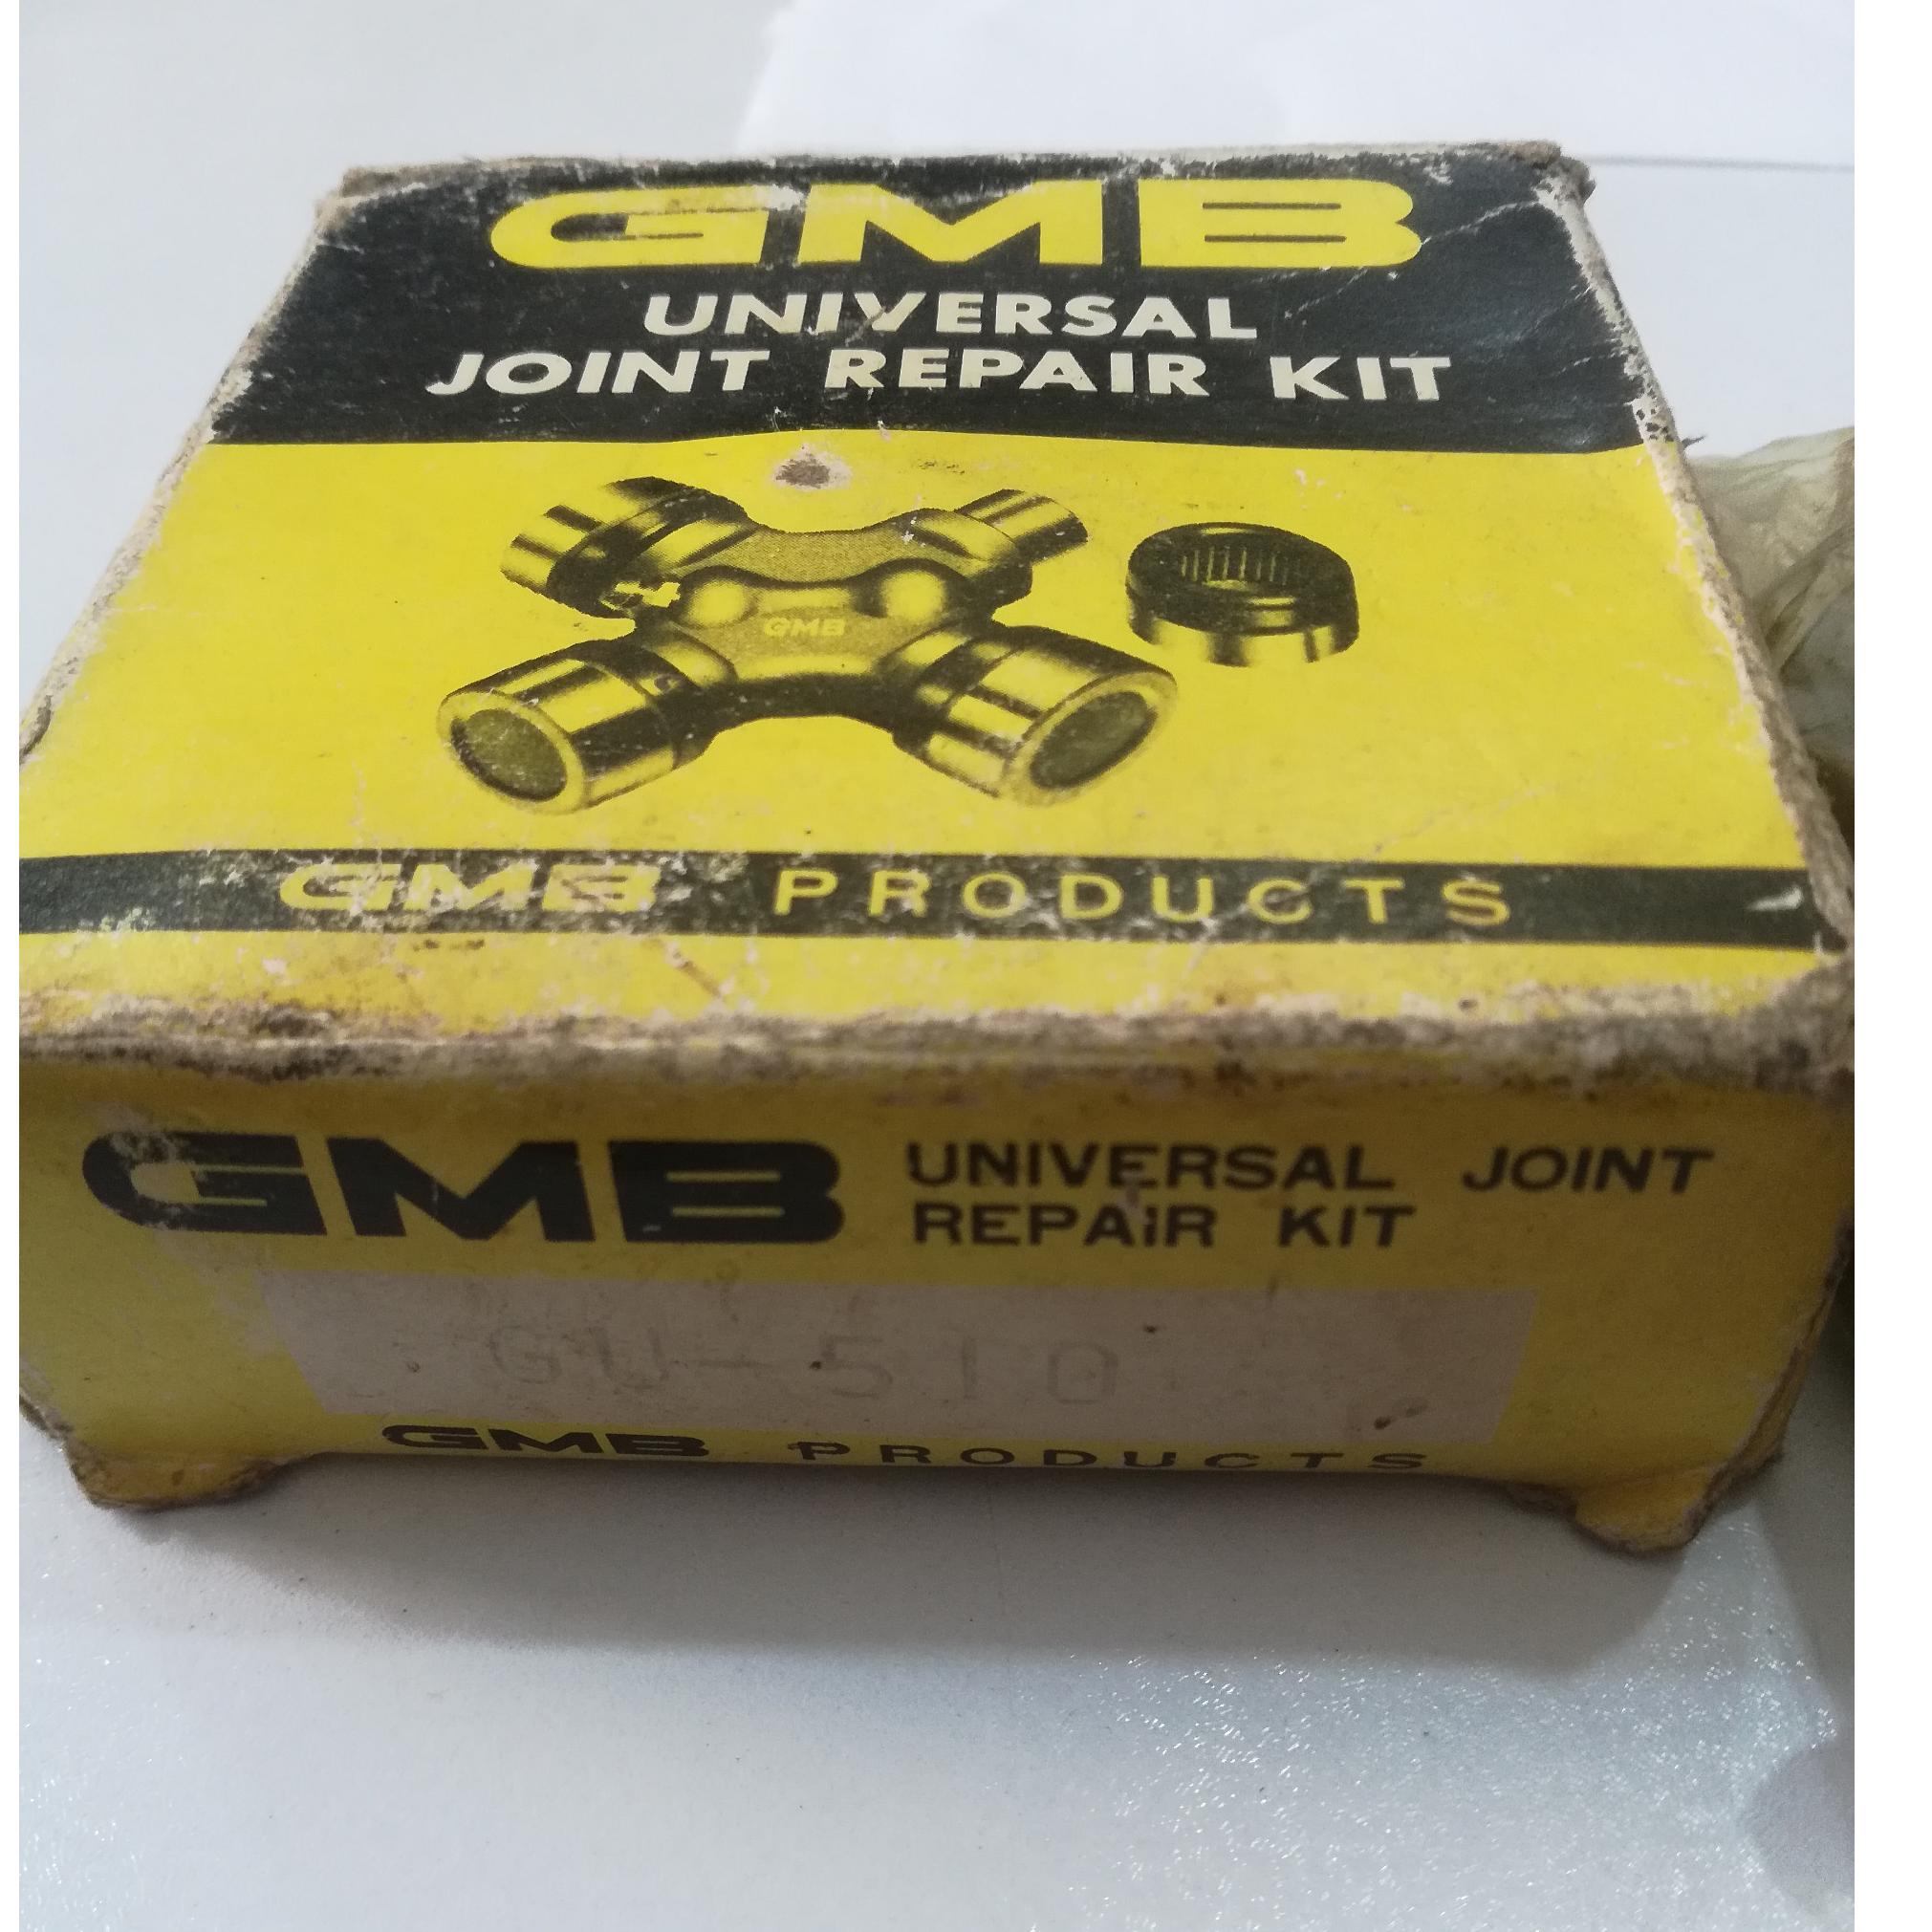 GMB
UNIVERSAL
JOINT REPAIR KIT
GMB
GMB PRODUCTS
GMB UNIVERSAL JOINT
REPAIR KIT
GU-510
GMB PRODUCTS